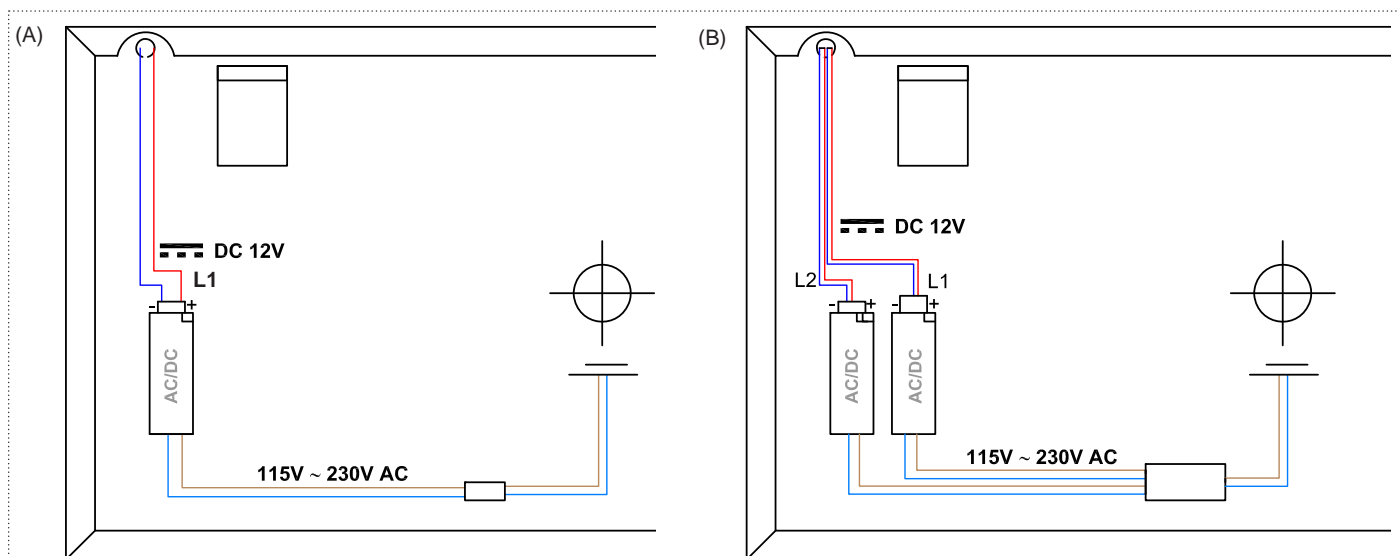 (A)
DC 12V
L1
- +
AC/DC
115V ~ 230V AC
(B)
DC 12V
L2 L1
- + - +
AC/DC AC/DC
115V ~ 230V AC